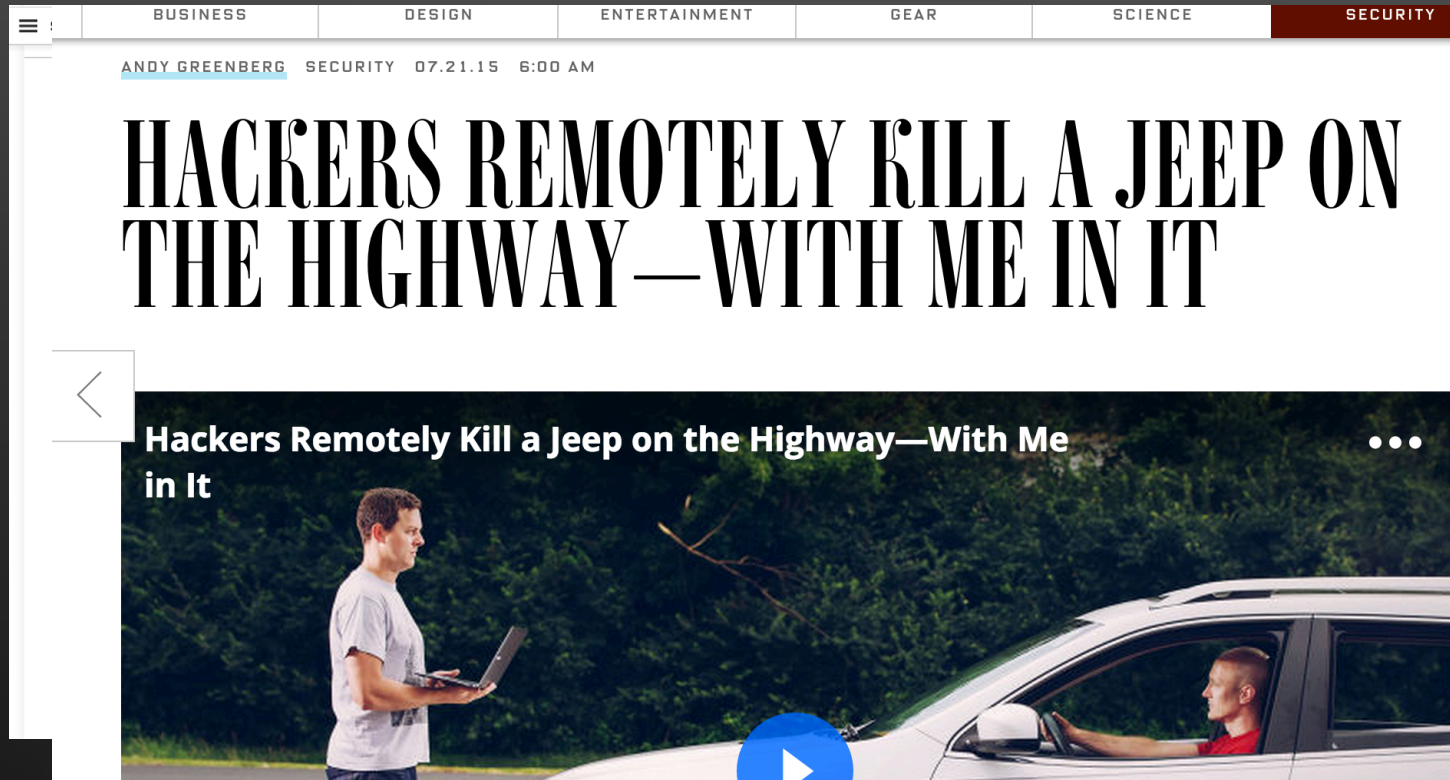 BUSINESS
DESIGN
ENTERTAINMENT
GEAR
SCIENCE
SECURITY
ANDY GREENBERG SECURITY 07.21.15 6:00 AM
HACKERS REMOTELY KILL A JEEP ON
THE HIGHWAY—WITH ME IN IT
Hackers Remotely Kill a Jeep on the Highway—With Me
in It